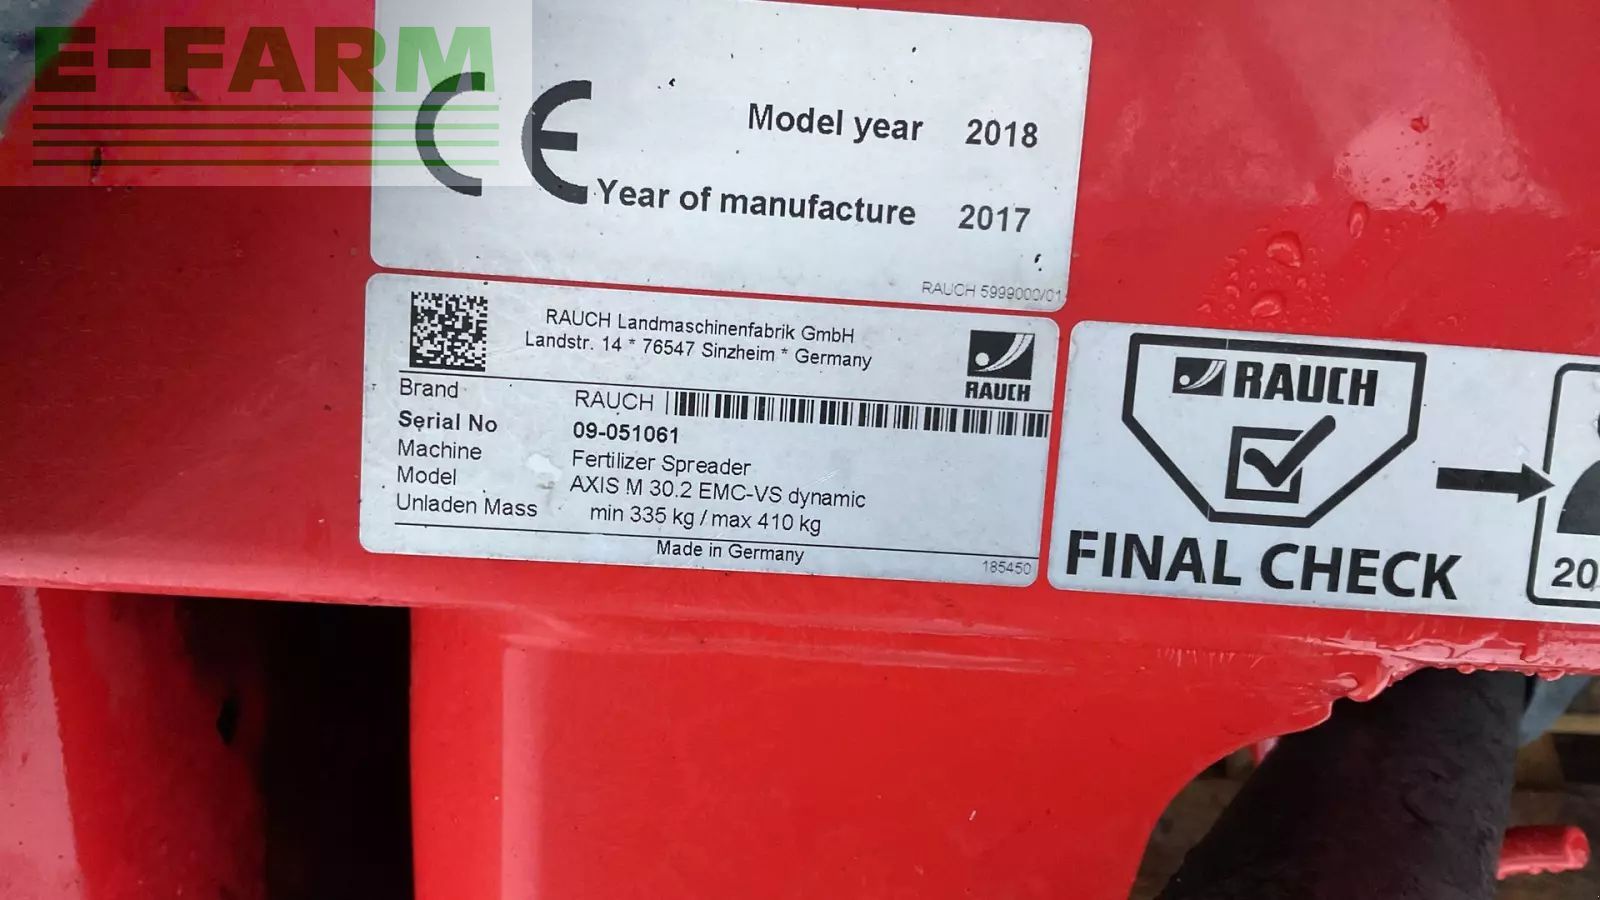 E-FARM
CE
Model year 2018
Year of manufacture 2017
RAUCH 5999000/01
RAUCH Landmaschinenfabrik GmbH
Landstr. 14 * 76547 Sinzheim * Germany
RAUCH
Brand RAUCH
Serial No 09-051061
Machine Fertilizer Spreader
Model AXIS M 30.2 EMC-VS dynamic
Unladen Mass min 335 kg / max 410 kg
Made in Germany
185450
RAUCH
FINAL CHECK